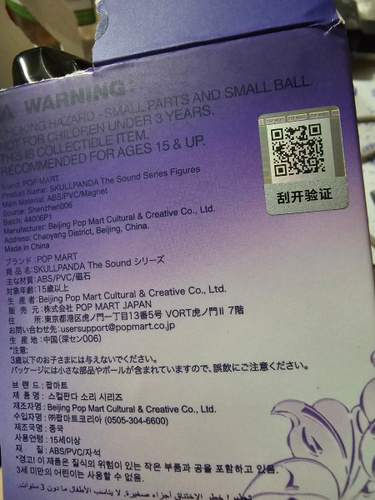 WARNING:
HAZARD - SMALL PARTS AND SMALL BALL
NOT FOR CHILDREN UNDER 3 YEARS.
THIS IS COLLECTIBLE ITEM.
RECOMMENDED FOR AGES 15 & UP.
Brand: POP MART
Product Name: SKULLPANDA The Sound Series Figures
Main Material: ABS/PVC/Magnet
Source: Shenzhen006
Batch: 44006P1
Manufacturer: Beijing Pop Mart Cultural & Creative Co., Ltd.
Address: Chaoyang District, Beijing, China.
Made in China
刮开验证
ブランド: POP MART
商品名: SKULLPANDA The Sound シリーズ
主な材質: ABS/PVC/磁石
対象年齢: 15歳以上
生産者: Beijing Pop Mart Cultural & Creative Co., Ltd.
販売元: 株式会社 POP MART JAPAN
住所: 東京都港区虎ノ門一丁目13番5号 VORT虎ノ門II 7階
お問い合わせ先: usersupport@popmart.co.jp
生産地: 中国(深セン006)
*注意:
3歳以下のお子さまには与えないでください。
パッケージには小さな部品やボールが含まれていますので、誤飲にご注意ください。
브랜드: 팝마트
제품명: 스컬판다 소리 시리즈
제조자명: Beijing Pop Mart Cultural & Creative Co., Ltd.
수입자명: ㈜팝마트코리아 (0505-304-6600)
제조국명: 중국
사용연령: 15세이상
재질: ABS/PVC/자석
*경고! 이 제품은 질식의 위험이 있는 작은 부품과 공을 포함하고 있음.
3세 미만의 어린이는 사용할 수 없음.